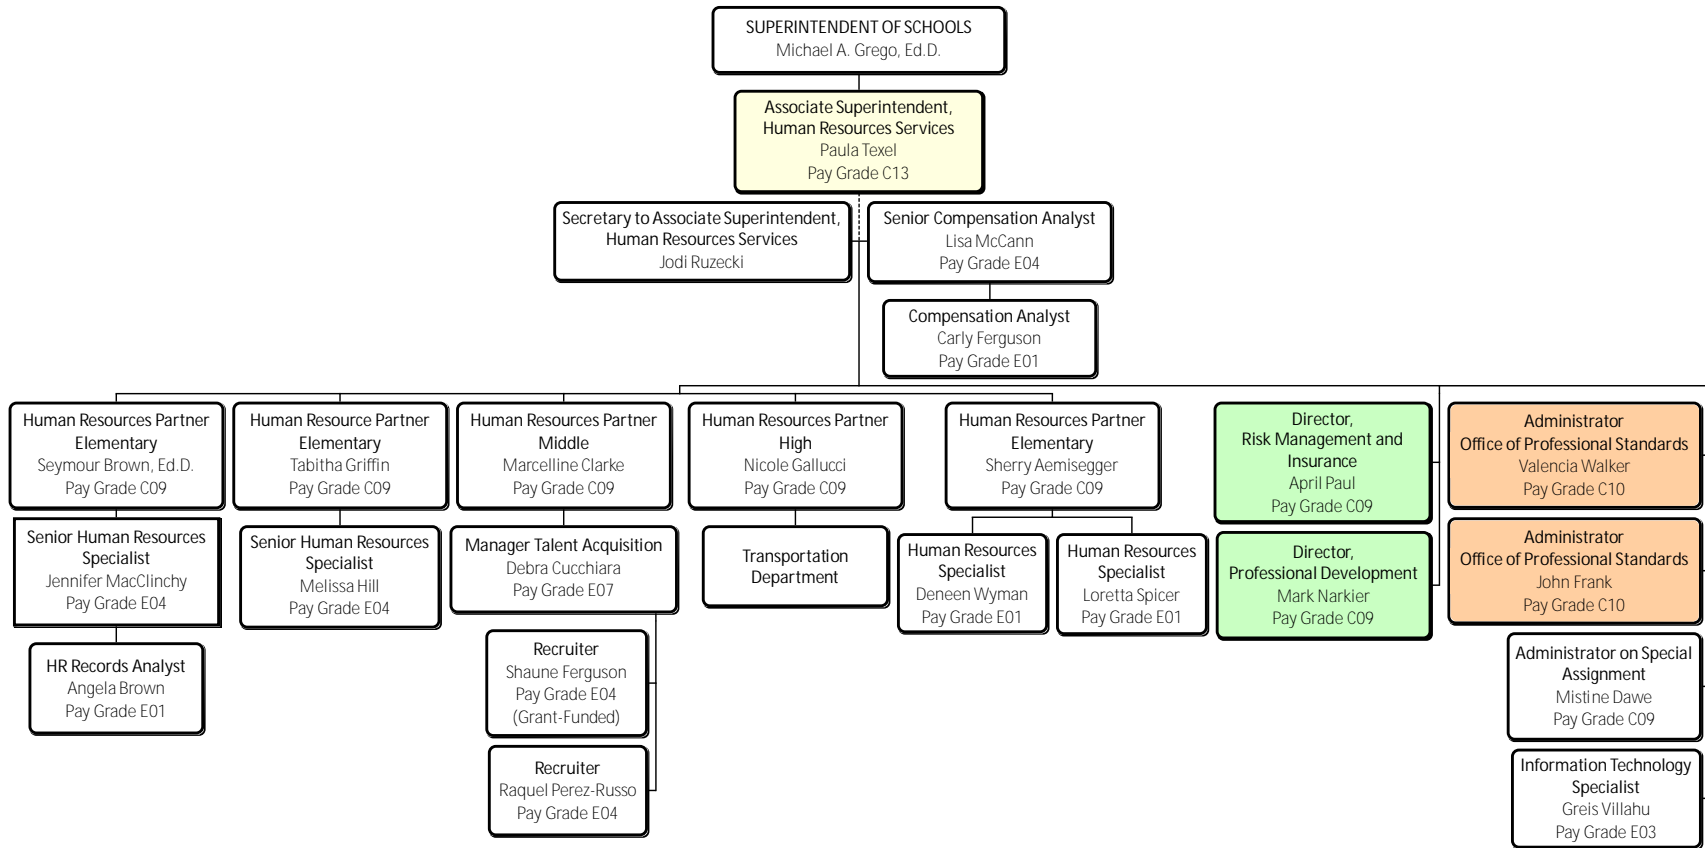 SUPERINTENDENT OF SCHOOLS
Michael A. Grego, Ed.D.
Associate Superintendent,
Human Resources Services
Paula Texel
Pay Grade C13
Secretary to Associate Superintendent,
Human Resources Services
Jodi Ruzecki
Senior Compensation Analyst
Lisa McCann
Pay Grade E04
Compensation Analyst
Carly Ferguson
Pay Grade E01
Human Resources Partner
Elementary
Seymour Brown, Ed.D.
Pay Grade C09
Human Resource Partner
Elementary
Tabitha Griffin
Pay Grade C09
Human Resources Partner
Middle
Marcelline Clarke
Pay Grade C09
Human Resources Partner
High
Nicole Gallucci
Pay Grade C09
Human Resources Partner
Elementary
Sherry Aemisegger
Pay Grade C09
Director,
Risk Management and
Insurance
April Paul
Pay Grade C09
Administrator
Office of Professional Standards
Valencia Walker
Pay Grade C10
Senior Human Resources
Specialist
Jennifer MacClinchy
Pay Grade E04
Senior Human Resources
Specialist
Melissa Hill
Pay Grade E04
Manager Talent Acquisition
Debra Cucchiara
Pay Grade E07
Transportation
Department
Human Resources
Specialist
Deneen Wyman
Pay Grade E01
Human Resources
Specialist
Loretta Spicer
Pay Grade E01
Director,
Professional Development
Mark Narkier
Pay Grade C09
Administrator
Office of Professional Standards
John Frank
Pay Grade C10
HR Records Analyst
Angela Brown
Pay Grade E01
Recruiter
Shaune Ferguson
Pay Grade E04
(Grant-Funded)
Administrator on Special
Assignment
Mistine Dawe
Pay Grade C09
Recruiter
Raquel Perez-Russo
Pay Grade E04
Information Technology
Specialist
Greis Villahu
Pay Grade E03